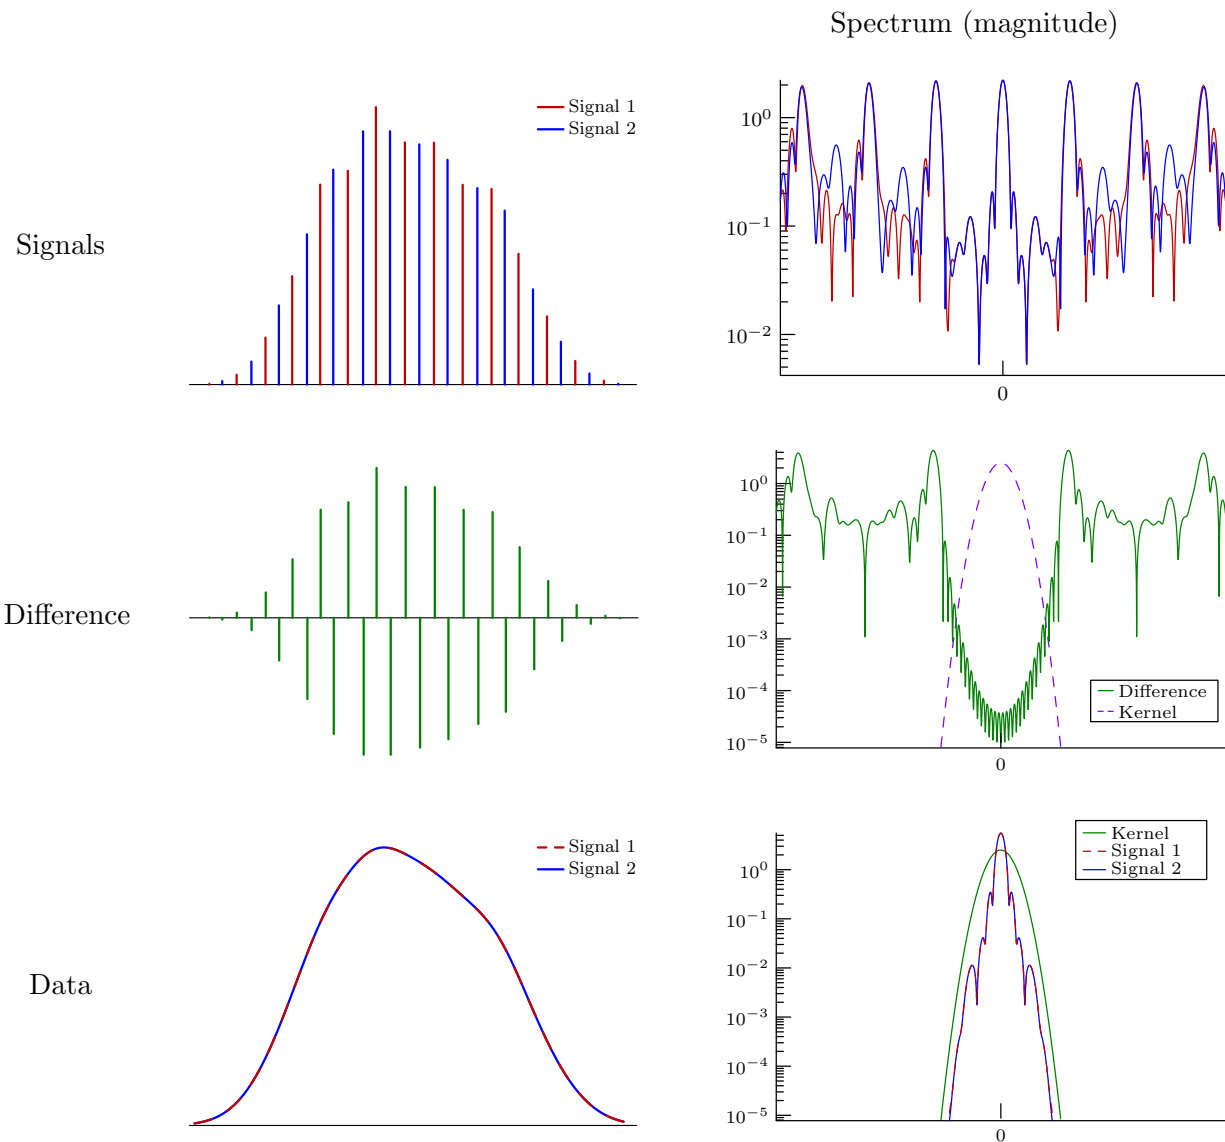 Spectrum (magnitude)
Signals
Signal 1
Signal 2
10^0
10^-1
10^-2
0
Difference
10^0
10^-1
10^-2
10^-3
10^-4
10^-5
Difference
Kernel
0
Data
Signal 1
Signal 2
10^0
10^-1
10^-2
10^-3
10^-4
10^-5
Kernel
Signal 1
Signal 2
0